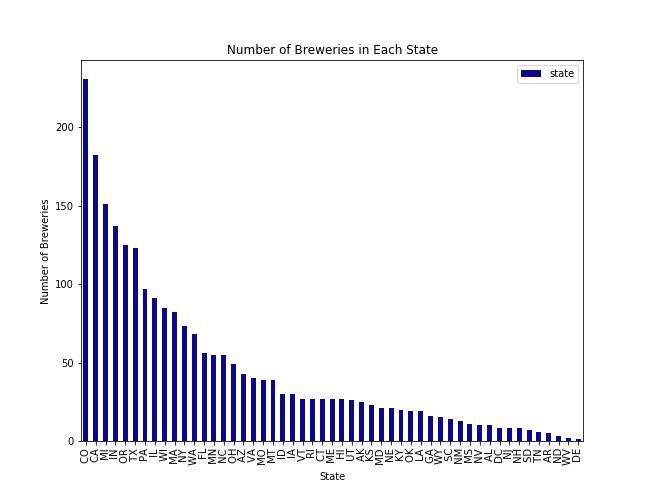 Number of Breweries in Each State
state
200
150
100
50
0
Number of Breweries
CO CA MI IN OR TX PA IL WI MA NY WA FL MN NC OH AZ VA MO MT ID IA VT RI CT ME HI UT AK KS MD NE KY OK LA GA WY SC NM MS NV AL DC NJ NH SD TN AR ND WV DE
State